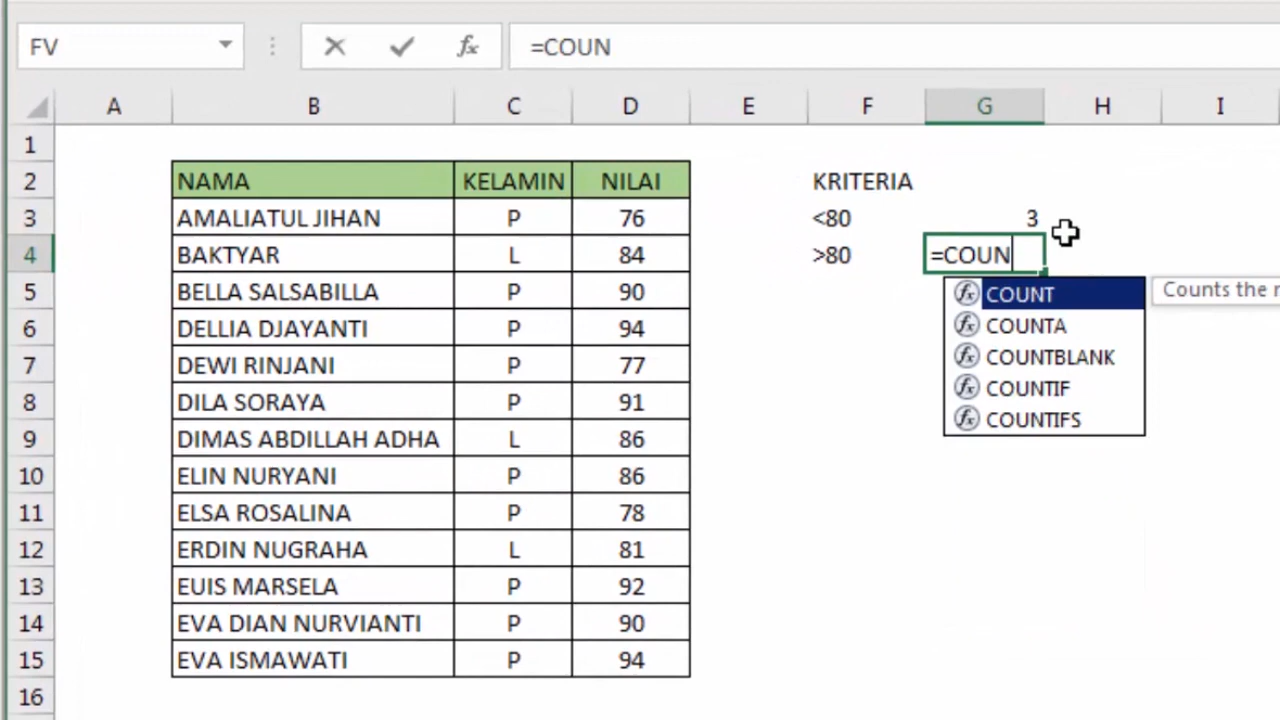 FV =COUN
A B C D E F G H I
1
2 NAMA KELAMIN NILAI KRITERIA
3 AMALIATUL JIHAN P 76 <80 3
4 BAKTYAR L 84 >80 =COUN
5 BELLA SALSABILLA P 90 COUNT Counts the
6 DELLIA DJAYANTI P 94 COUNTA
7 DEWI RINJANI P 77 COUNTBLANK
8 DILA SORAYA P 91 COUNTIF
9 DIMAS ABDILLAH ADHA L 86 COUNTIFS
10 ELIN NURYANI P 86
11 ELSA ROSALINA P 78
12 ERDIN NUGRAHA L 81
13 EUIS MARSELA P 92
14 EVA DIAN NURVIANTI P 90
15 EVA ISMAWATI P 94
16